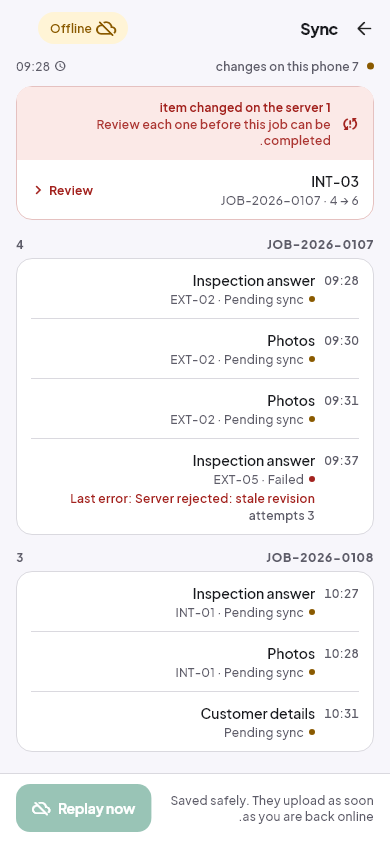 Sync
Offline
changes on this phone 7
09:28
item changed on the server 1
Review each one before this job can be
.completed
INT-03
JOB-2026-0107 · 4 → 6
Review
JOB-2026-0107
4
09:28 Inspection answer
EXT-02 · Pending sync
09:30 Photos
EXT-02 · Pending sync
09:31 Photos
EXT-02 · Pending sync
09:37 Inspection answer
EXT-05 · Failed
Last error: Server rejected: stale revision
attempts 3
JOB-2026-0108
3
10:27 Inspection answer
INT-01 · Pending sync
10:28 Photos
INT-01 · Pending sync
10:31 Customer details
Pending sync
Saved safely. They upload as soon
.as you are back online
Replay now